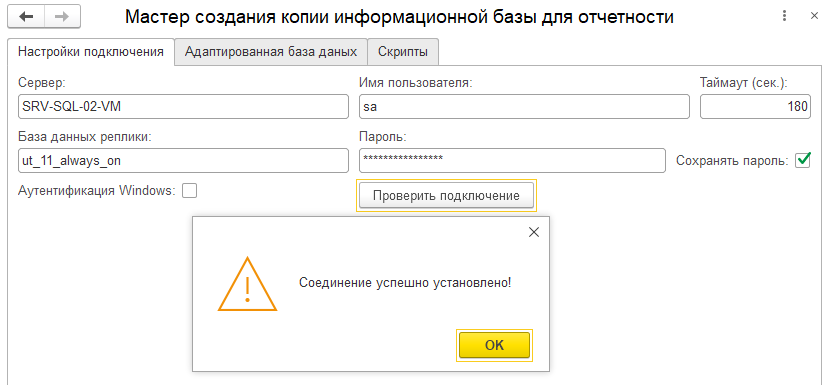 Мастер создания копии информационной базы для отчетности
Настройки подключения Адаптированная база даных Скрипты
Сервер: Имя пользователя: Таймаут (сек.):
SRV-SQL-02-VM sa 180
База данных реплики: Пароль:
ut_11_always_on **************** Сохранять пароль:
Аутентификация Windows: Проверить подключение
Соединение успешно установлено!
OK